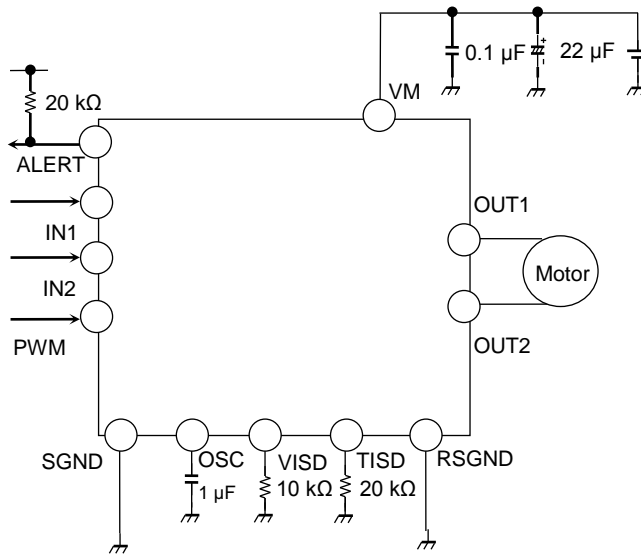 0.1 μF
22 μF
+
-
20 kΩ
VM
ALERT
IN1
OUT1
IN2
Motor
PWM
OUT2
SGND
OSC
VISD
TISD
RSGND
1 μF
10 kΩ
20 kΩ